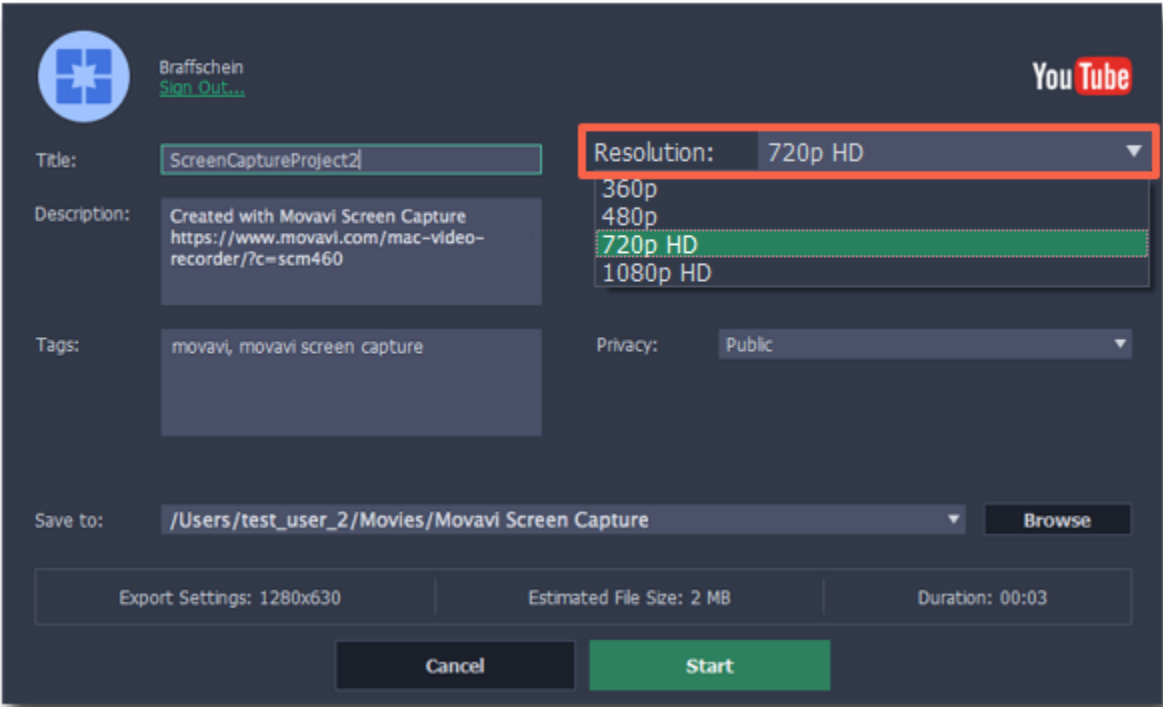 Braffschein
Sign Out...
YouTube
Title:
ScreenCaptureProject2
Resolution:
720p HD
360p
480p
720p HD
1080p HD
Description:
Created with Movavi Screen Capture
https://www.movavi.com/mac-video-
recorder/?c=scm460
Tags:
movavi, movavi screen capture
Privacy:
Public
Save to:
/Users/test_user_2/Movies/Movavi Screen Capture
Browse
Export Settings: 1280x630
Estimated File Size: 2 MB
Duration: 00:03
Cancel
Start